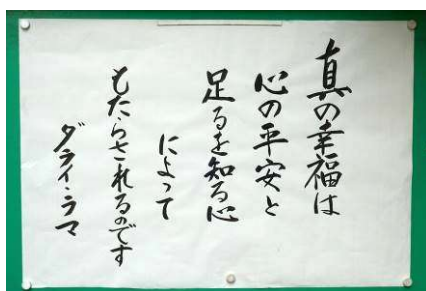 真の幸福は
心の平安と
足るを知る心
によって
もたらされるのです
ダライ・ラマ